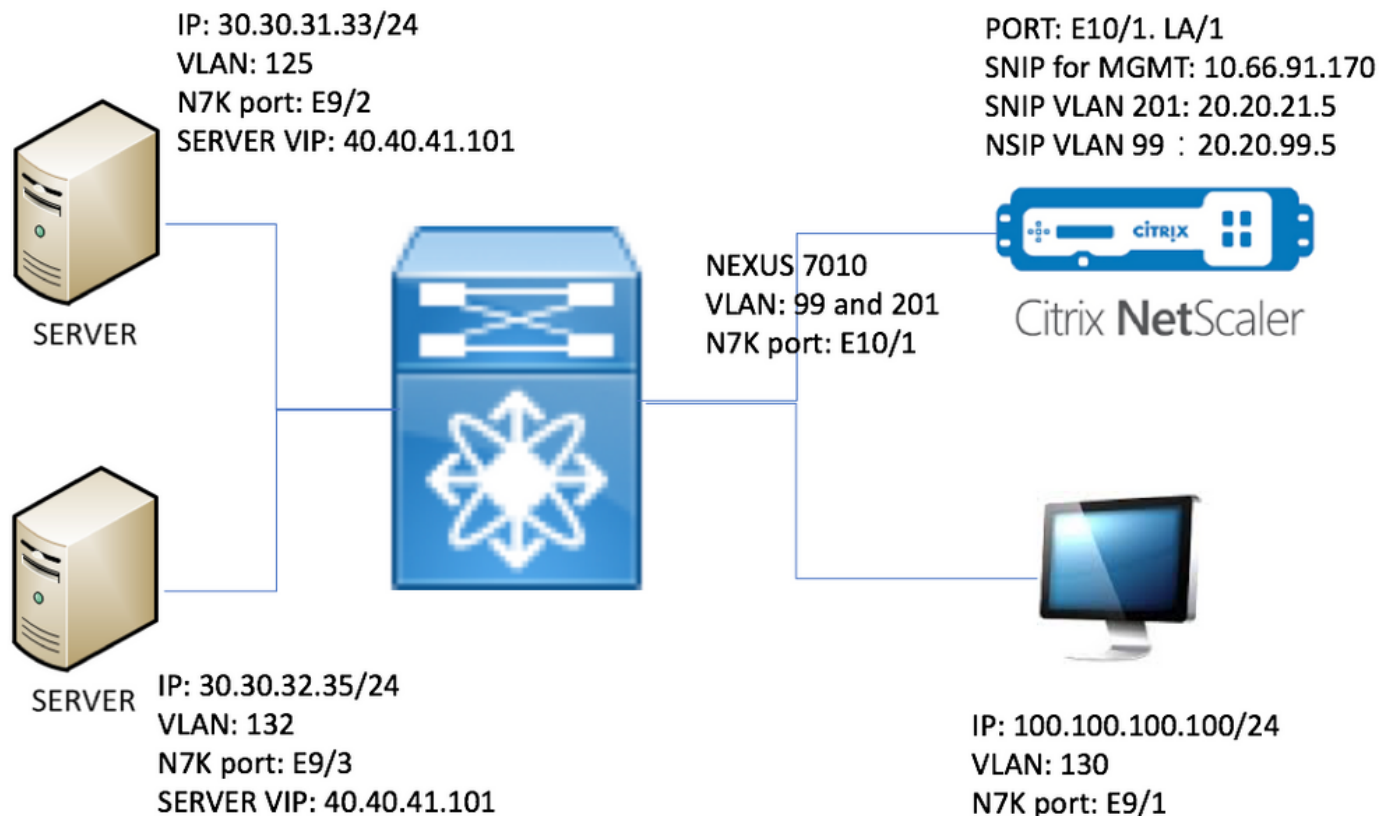 IP: 30.30.31.33/24
VLAN: 125
N7K port: E9/2
SERVER VIP: 40.40.41.101
SERVER
PORT: E10/1. LA/1
SNIP for MGMT: 10.66.91.170
SNIP VLAN 201: 20.20.21.5
NSIP VLAN 99 : 20.20.99.5
CİTRIX
Citrix NetScaler
NEXUS 7010
VLAN: 99 and 201
N7K port: E10/1
SERVER
IP: 30.30.32.35/24
VLAN: 132
N7K port: E9/3
SERVER VIP: 40.40.41.101
IP: 100.100.100.100/24
VLAN: 130
N7K port: E9/1